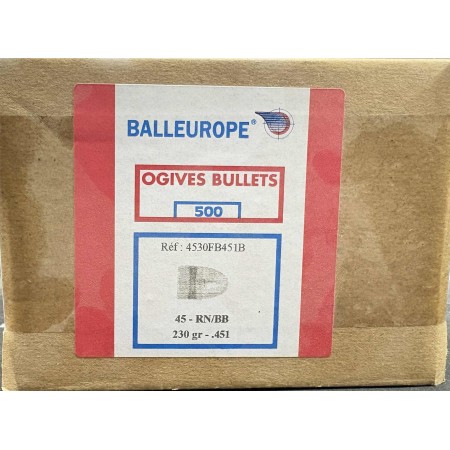 BALLEUROPE®
OGIVES BULLETS
500
Réf : 4530FB451B
45 - RN/BB
230 gr - .451